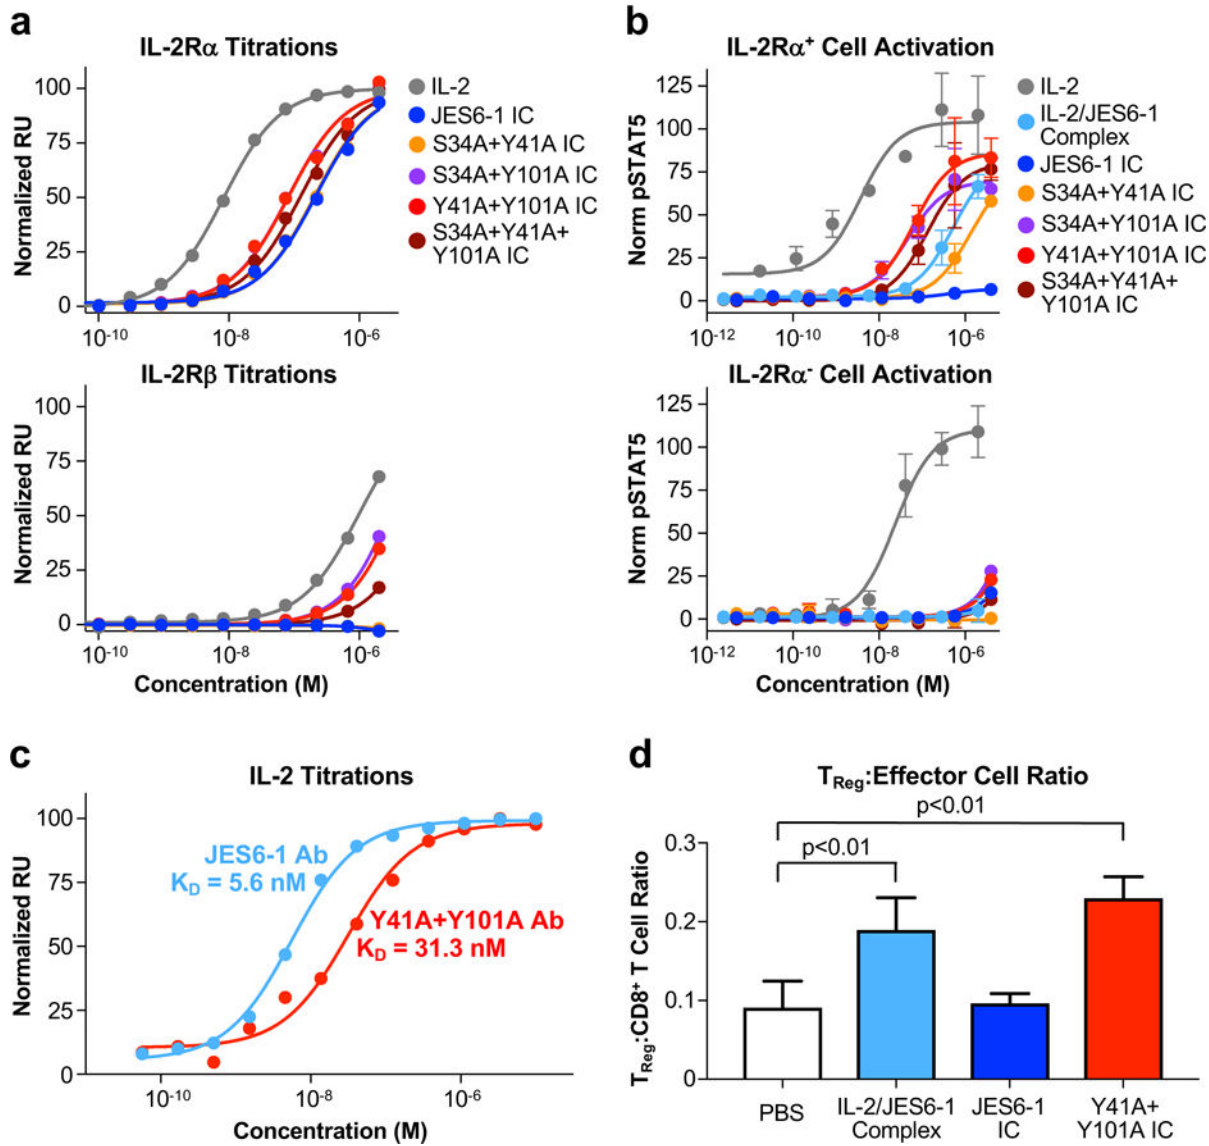 a
IL-2Rα Titrations
Normalized RU
100
75
50
25
0
10⁻¹⁰
10⁻⁸
10⁻⁶
IL-2
JES6-1 IC
S34A+Y41A IC
S34A+Y101A IC
Y41A+Y101A IC
S34A+Y41A+
Y101A IC
IL-2Rβ Titrations
Normalized RU
100
75
50
25
0
10⁻¹⁰
10⁻⁸
10⁻⁶
Concentration (M)
b
IL-2Rα⁺ Cell Activation
Norm pSTAT5
125
100
75
50
25
0
10⁻¹²
10⁻¹⁰
10⁻⁸
10⁻⁶
IL-2
IL-2/JES6-1
Complex
JES6-1 IC
S34A+Y41A IC
S34A+Y101A IC
Y41A+Y101A IC
S34A+Y41A+
Y101A IC
IL-2Rα⁻ Cell Activation
Norm pSTAT5
125
100
75
50
25
0
10⁻¹²
10⁻¹⁰
10⁻⁸
10⁻⁶
Concentration (M)
c
IL-2 Titrations
Normalized RU
100
75
50
25
0
JES6-1 Ab
K_D = 5.6 nM
Y41A+Y101A Ab
K_D = 31.3 nM
10⁻¹⁰
10⁻⁸
10⁻⁶
Concentration (M)
d
T_Reg:Effector Cell Ratio
T_Reg:CD8⁺ T Cell Ratio
p<0.01
p<0.01
0.3
0.2
0.1
0
PBS
IL-2/JES6-1
Complex
JES6-1
IC
Y41A+
Y101A IC